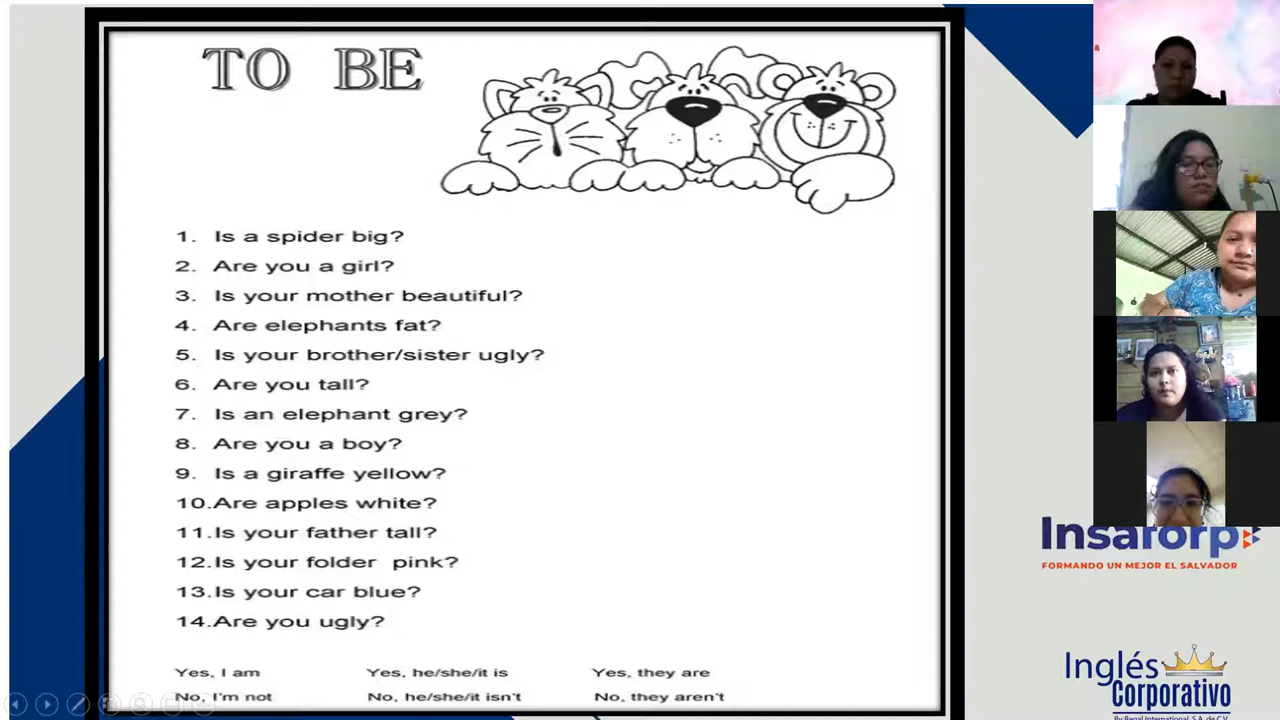 TO BE
1. Is a spider big?
2. Are you a girl?
3. Is your mother beautiful?
4. Are elephants fat?
5. Is your brother/sister ugly?
6. Are you tall?
7. Is an elephant grey?
8. Are you a boy?
9. Is a giraffe yellow?
10.Are apples white?
11.Is your father tall?
12.Is your folder pink?
13.Is your car blue?
14.Are you ugly?
Yes, I am Yes, he/she/it is Yes, they are
No, I'm not No, he/she/it isn't No, they aren't
Insaforp
FORMANDO UN MEJOR EL SALVADOR
Inglés
Corporativo
By Regal International, S.A. de C.V.